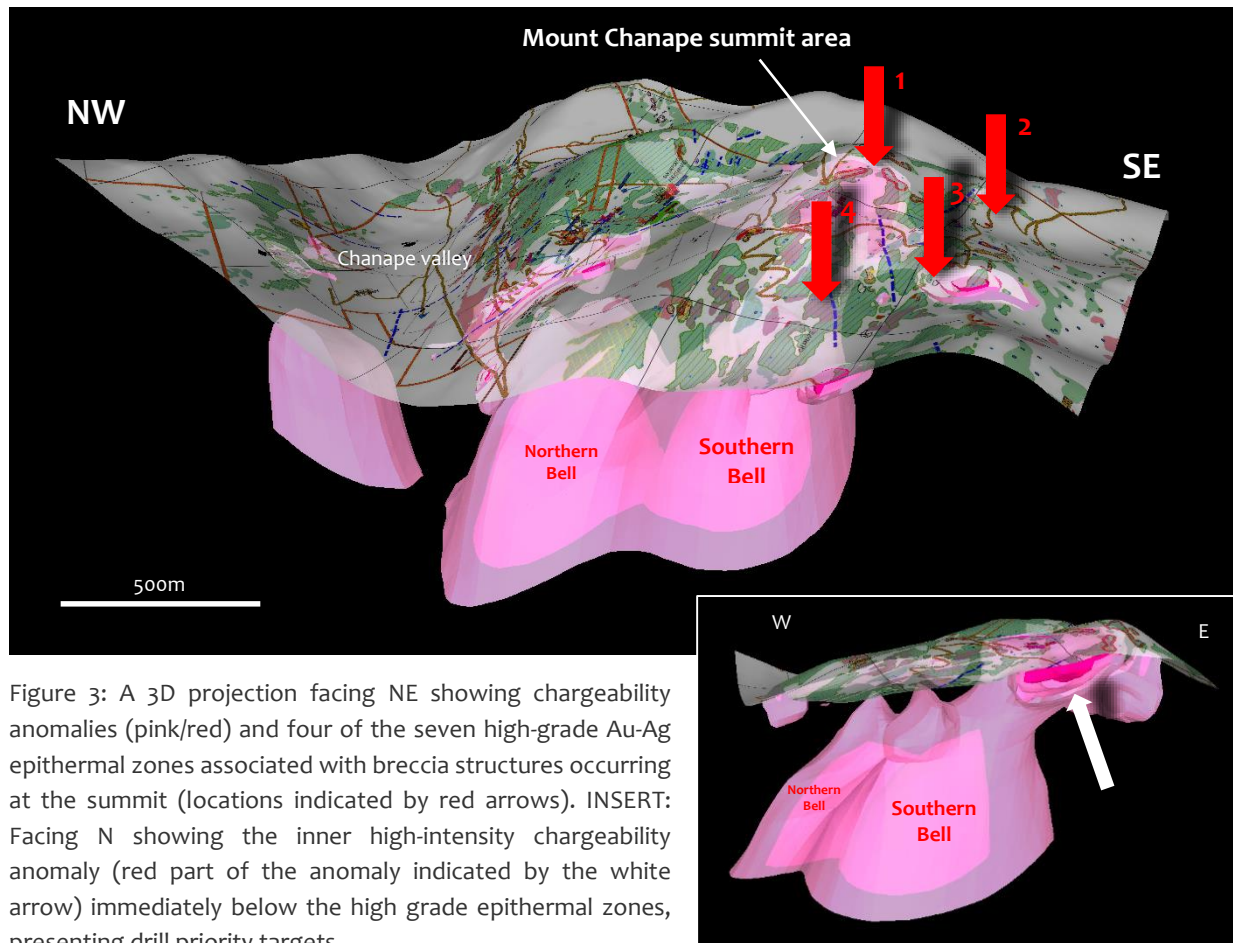 Mount Chanape summit area
1
NW
2
SE
3
4
Chanape valley
Northern
Bell
Southern
Bell
500m
W
E
Northern
Bell
Southern
Bell
Figure 3: A 3D projection facing NE showing chargeability
anomalies (pink/red) and four of the seven high-grade Au-Ag
epithermal zones associated with breccia structures occurring
at the summit (locations indicated by red arrows). INSERT:
Facing N showing the inner high-intensity chargeability
anomaly (red part of the anomaly indicated by the white
arrow) immediately below the high grade epithermal zones,
presenting drill priority targets